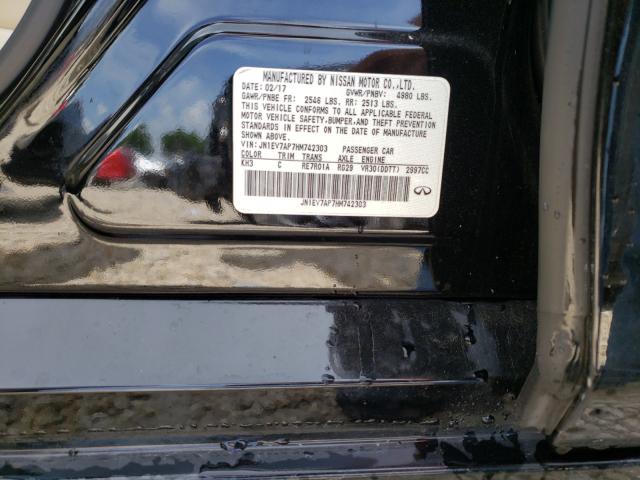 MANUFACTURED BY NISSAN MOTOR CO.,LTD.
DATE: 02/17 GVWR/PNBV: 4980 LBS.
GAWR/PNBE FR: 2546 LBS. RR: 2513 LBS.
THIS VEHICLE CONFORMS TO ALL APPLICABLE FEDERAL
MOTOR VEHICLE SAFETY,BUMPER,AND THEFT PREVENTION
STANDARDS IN EFFECT ON THE DATE OF MANUFACTURE
SHOWN ABOVE.
VIN: JN1EV7AP7HM742303 PASSENGER CAR
COLOR TRIM TRANS AXLE ENGINE
KH3 C RE7R01A RG29 VR30(DDTT) 2997CC
JN1EV7AP7HM742303